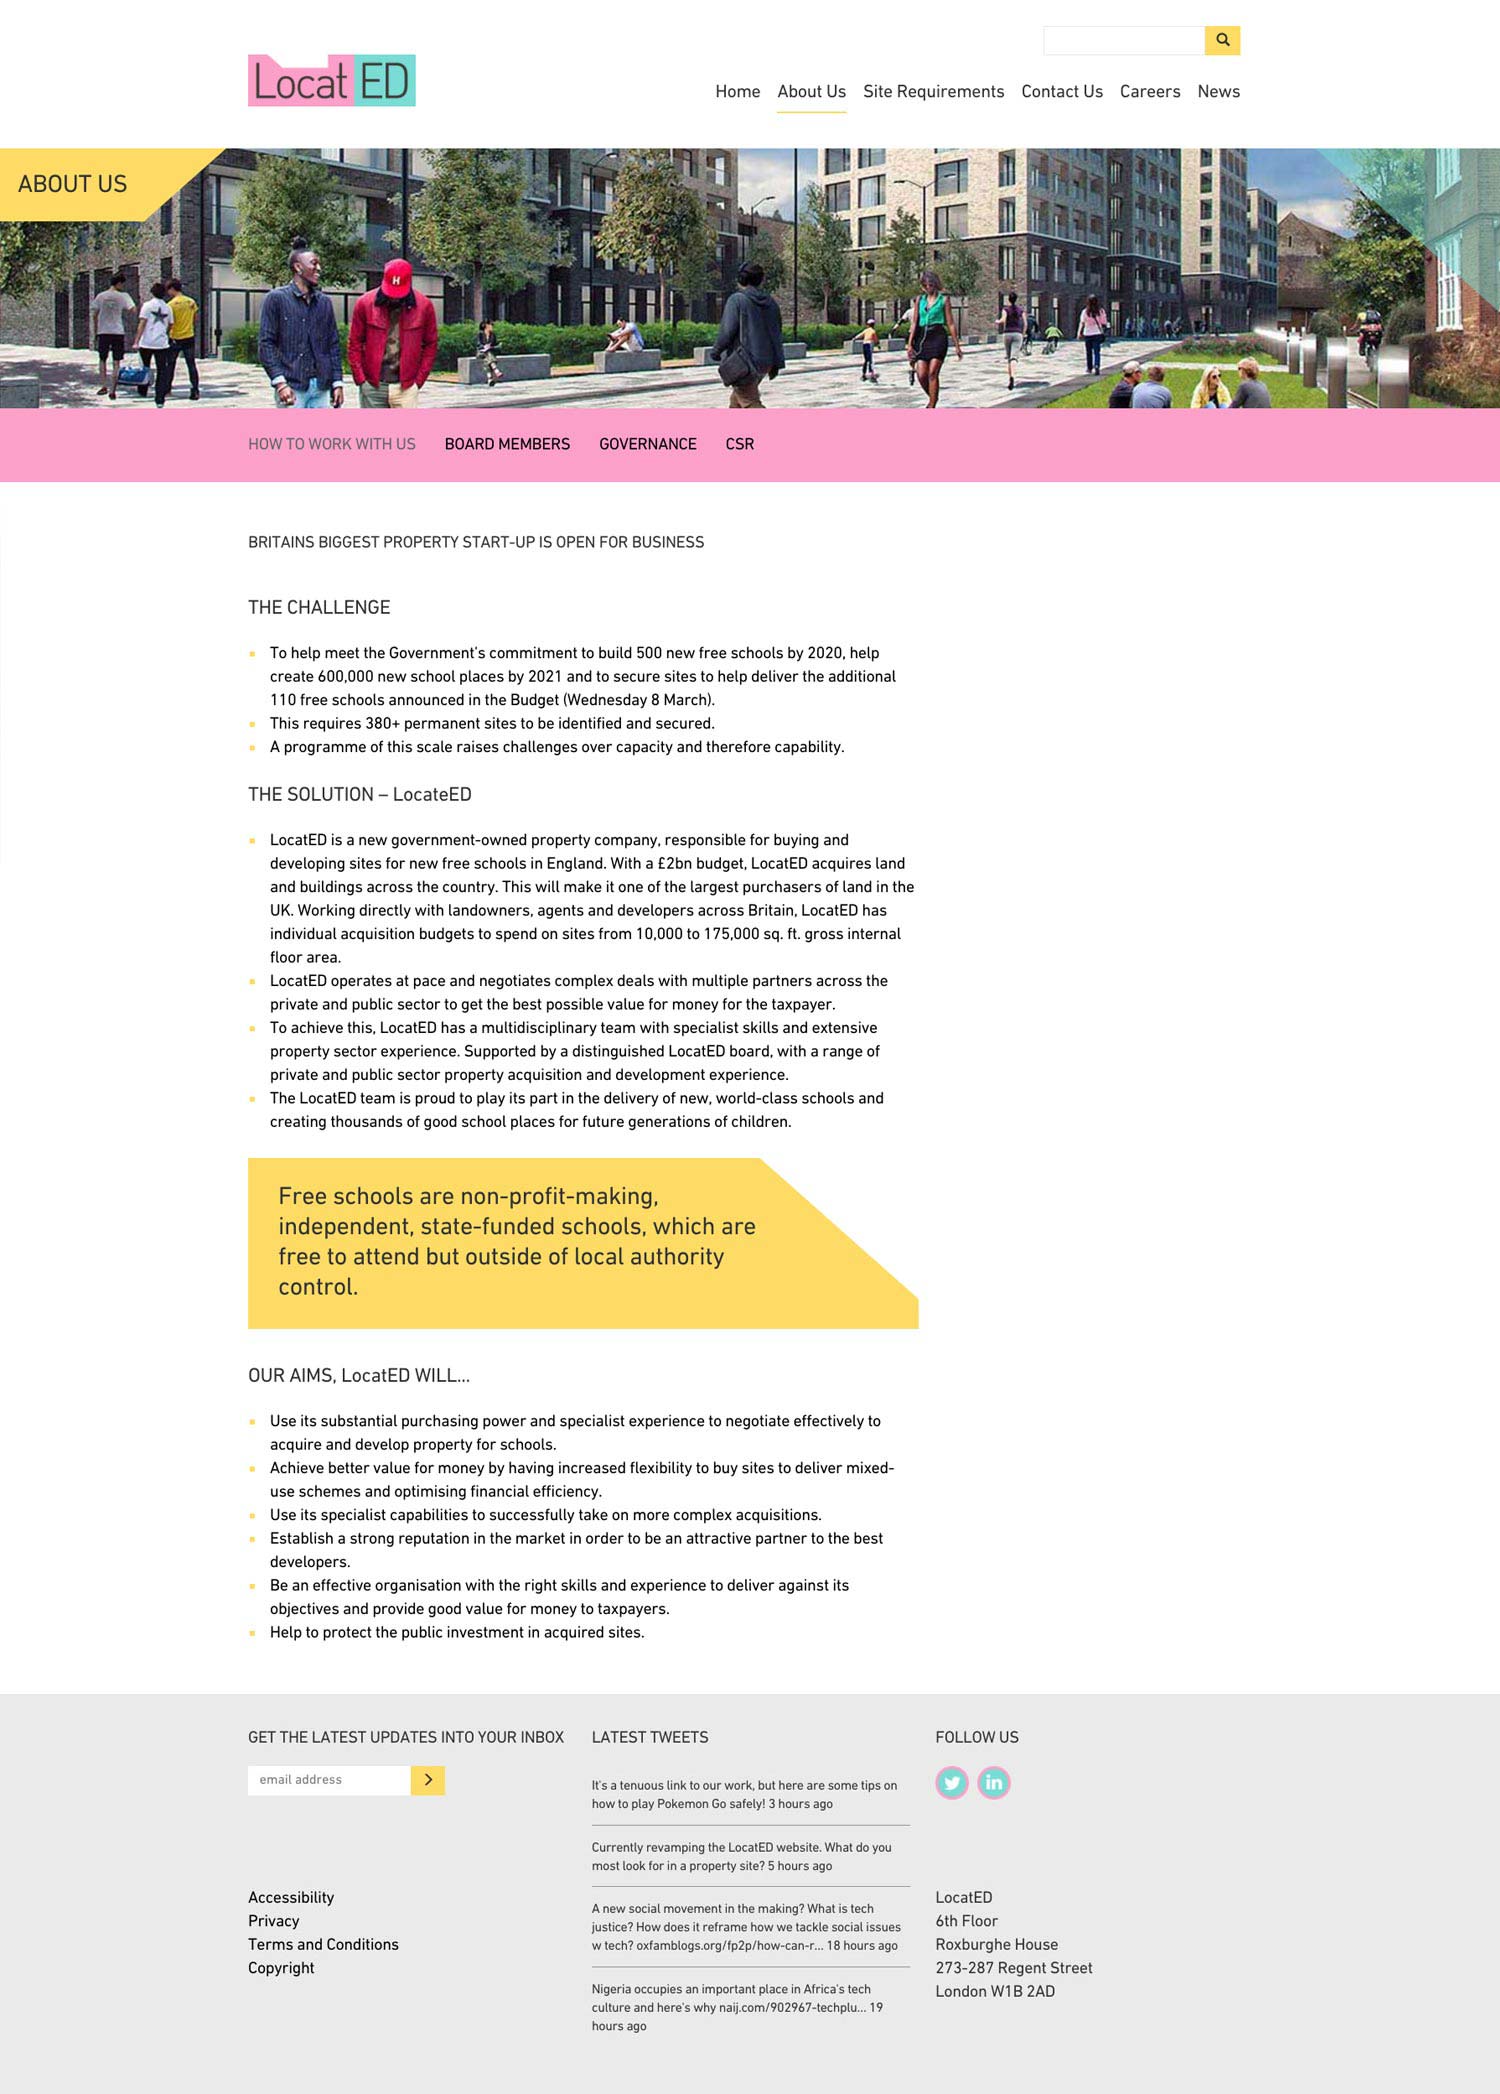 LocatED
Home About Us Site Requirements Contact Us Careers News
ABOUT US
H
HOW TO WORK WITH US BOARD MEMBERS GOVERNANCE CSR
BRITAINS BIGGEST PROPERTY START-UP IS OPEN FOR BUSINESS
THE CHALLENGE
To help meet the Government's commitment to build 500 new free schools by 2020, help
create 600,000 new school places by 2021 and to secure sites to help deliver the additional
110 free schools announced in the Budget (Wednesday 8 March).
This requires 380+ permanent sites to be identified and secured.
A programme of this scale raises challenges over capacity and therefore capability.
THE SOLUTION – LocateED
LocatED is a new government-owned property company, responsible for buying and
developing sites for new free schools in England. With a £2bn budget, LocatED acquires land
and buildings across the country. This will make it one of the largest purchasers of land in the
UK. Working directly with landowners, agents and developers across Britain, LocatED has
individual acquisition budgets to spend on sites from 10,000 to 175,000 sq. ft. gross internal
floor area.
LocatED operates at pace and negotiates complex deals with multiple partners across the
private and public sector to get the best possible value for money for the taxpayer.
To achieve this, LocatED has a multidisciplinary team with specialist skills and extensive
property sector experience. Supported by a distinguished LocatED board, with a range of
private and public sector property acquisition and development experience.
The LocatED team is proud to play its part in the delivery of new, world-class schools and
creating thousands of good school places for future generations of children.
Free schools are non-profit-making,
independent, state-funded schools, which are
free to attend but outside of local authority
control.
OUR AIMS, LocatED WILL...
Use its substantial purchasing power and specialist experience to negotiate effectively to
acquire and develop property for schools.
Achieve better value for money by having increased flexibility to buy sites to deliver mixed-
use schemes and optimising financial efficiency.
Use its specialist capabilities to successfully take on more complex acquisitions.
Establish a strong reputation in the market in order to be an attractive partner to the best
developers.
Be an effective organisation with the right skills and experience to deliver against its
objectives and provide good value for money to taxpayers.
Help to protect the public investment in acquired sites.
GET THE LATEST UPDATES INTO YOUR INBOX
email address
Accessibility
Privacy
Terms and Conditions
Copyright
LATEST TWEETS
It's a tenuous link to our work, but here are some tips on
how to play Pokemon Go safely! 3 hours ago
Currently revamping the LocatED website. What do you
most look for in a property site? 5 hours ago
A new social movement in the making? What is tech
justice? How does it reframe how we tackle social issues
w tech? oxfamblogs.org/fp2p/how-can-r... 18 hours ago
Nigeria occupies an important place in Africa's tech
culture and here's why naij.com/902967-techplu... 19
hours ago
FOLLOW US
in
LocatED
6th Floor
Roxburghe House
273-287 Regent Street
London W1B 2AD